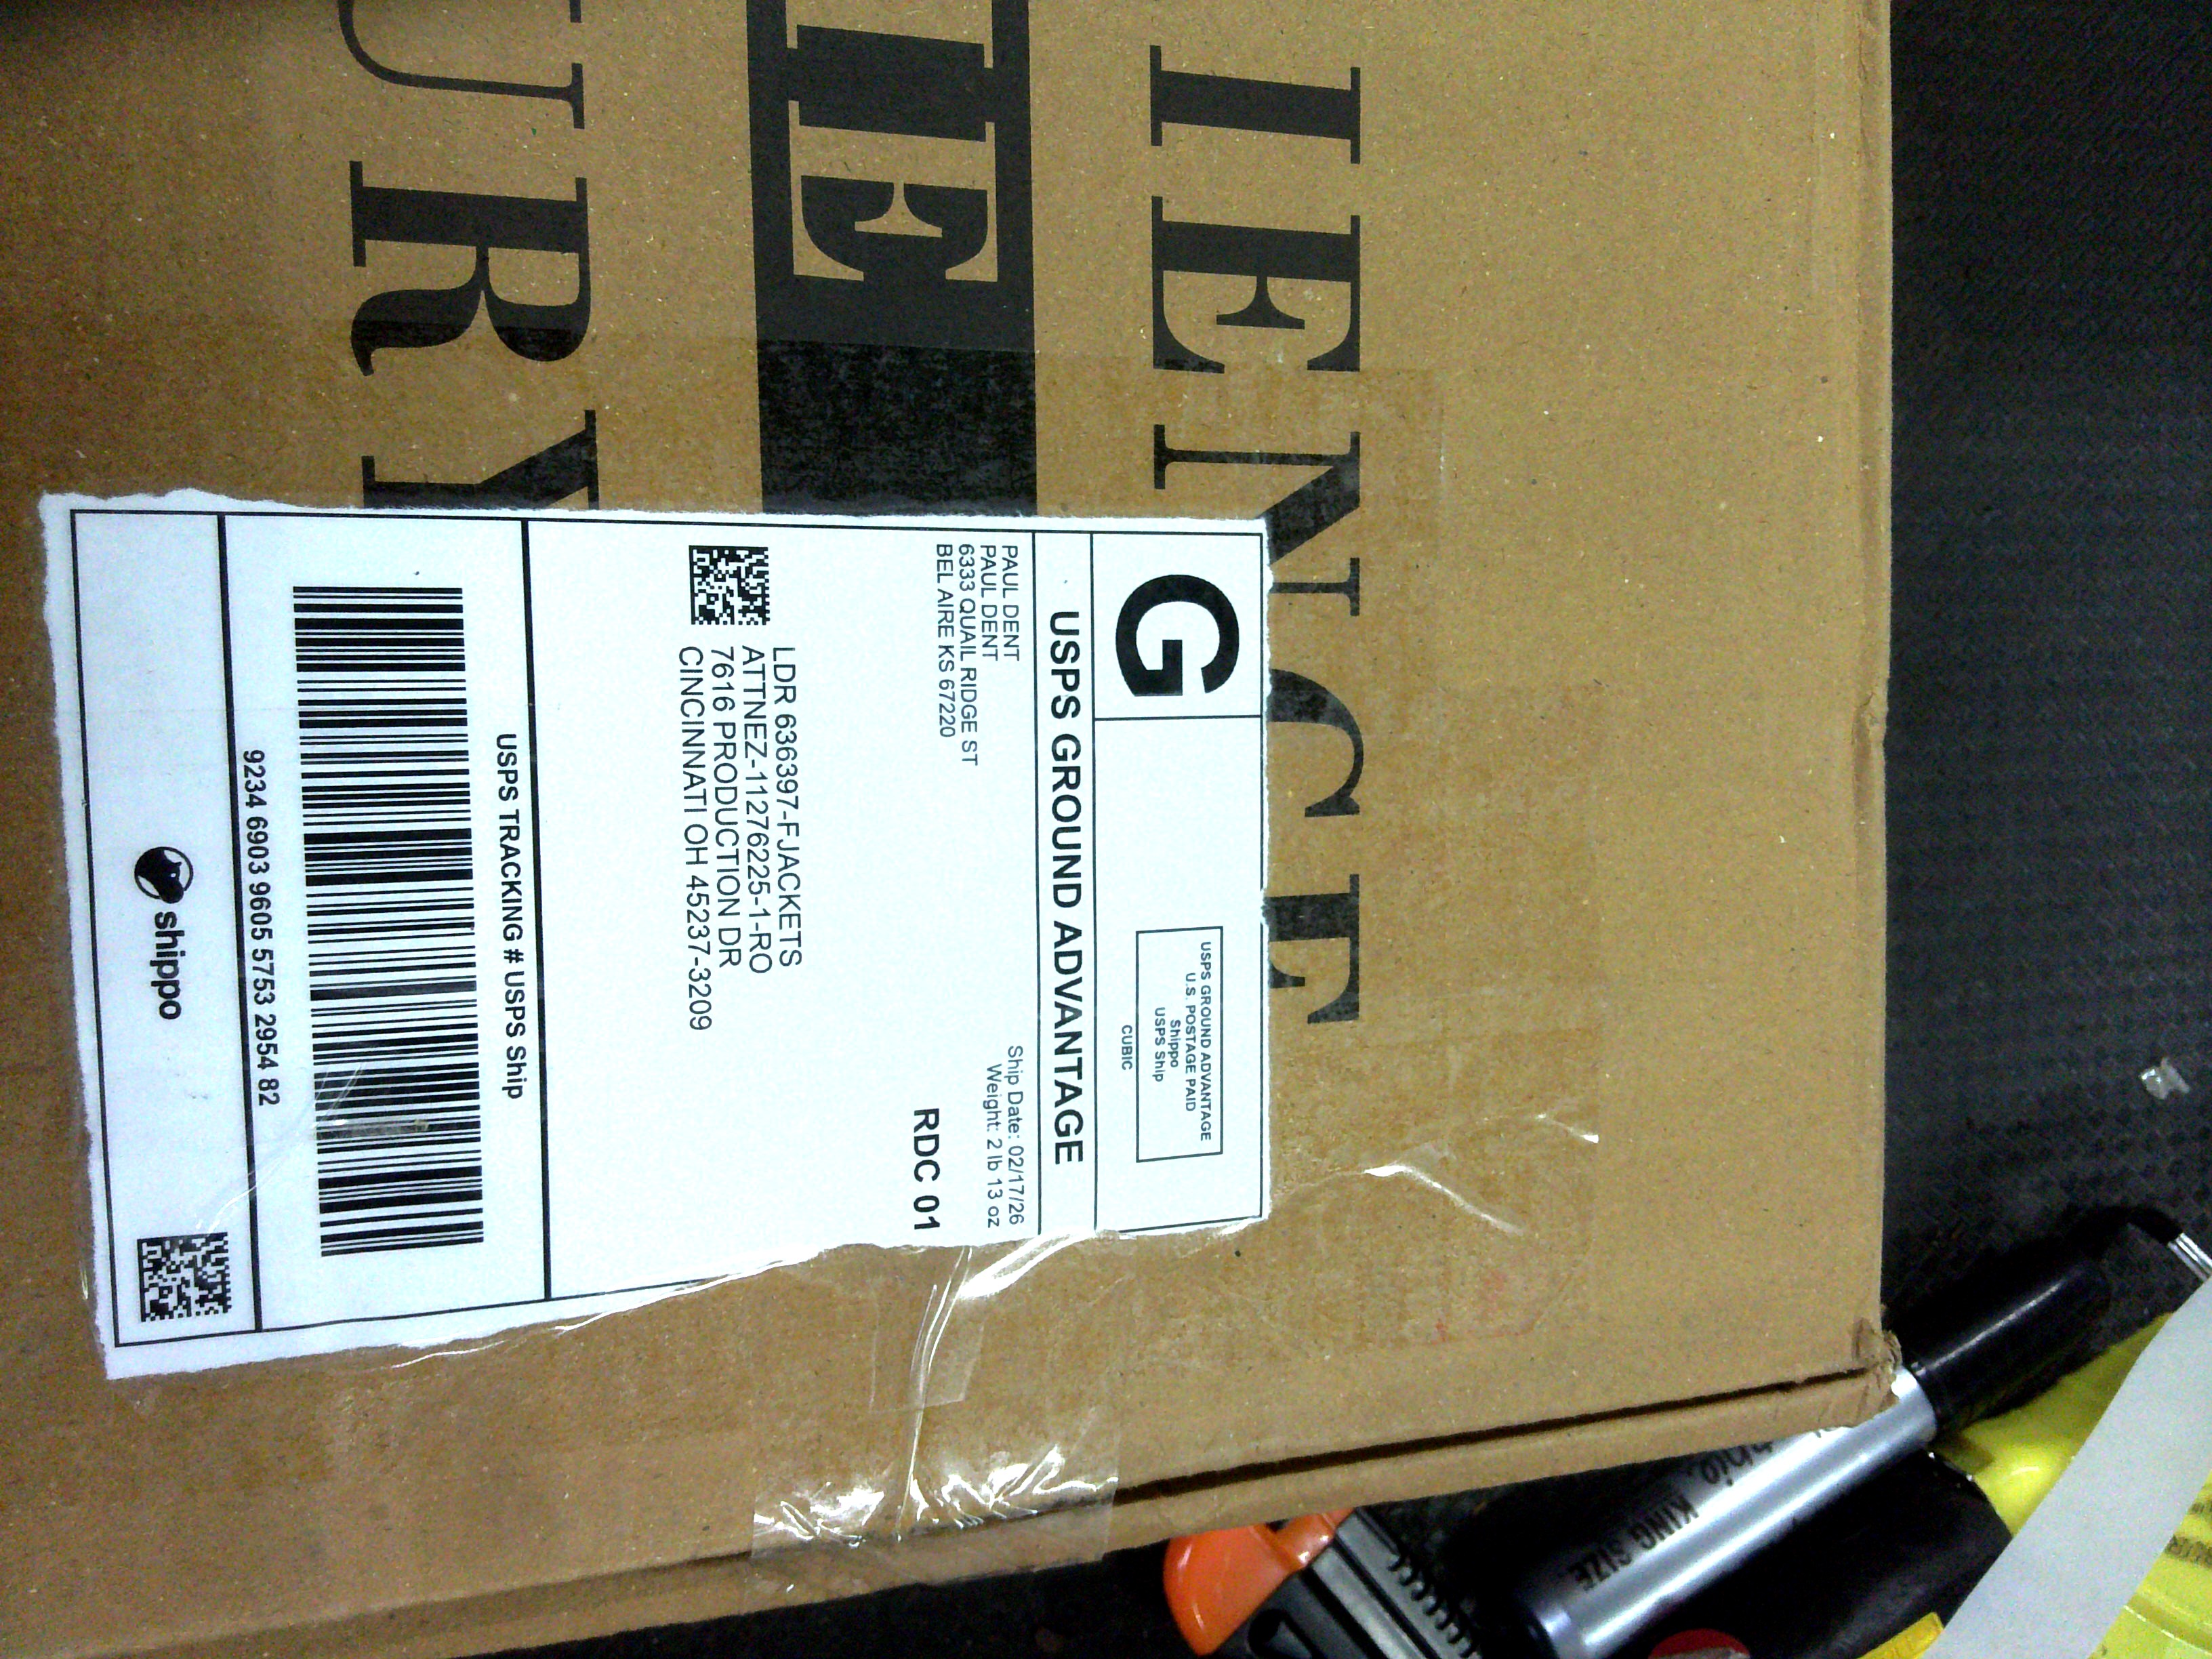 G
USPS GROUND ADVANTAGE
U.S. POSTAGE PAID
Shippo
USPS Ship
CUBIC
USPS GROUND ADVANTAGE
PAUL DENT
PAUL DENT
6333 QUAIL RIDGE ST
BEL AIRE KS 67220
Ship Date: 02/17/26
Weight: 2 lb 13 oz
RDC 01
LDR 636397-FJACKETS
ATTNEZ-11276225-1-RO
7616 PRODUCTION DR
CINCINNATI OH 45237-3209
USPS TRACKING # USPS Ship
9234 6903 9605 5753 2954 82
shippo
IENCE
IE
URY
KING SIZE